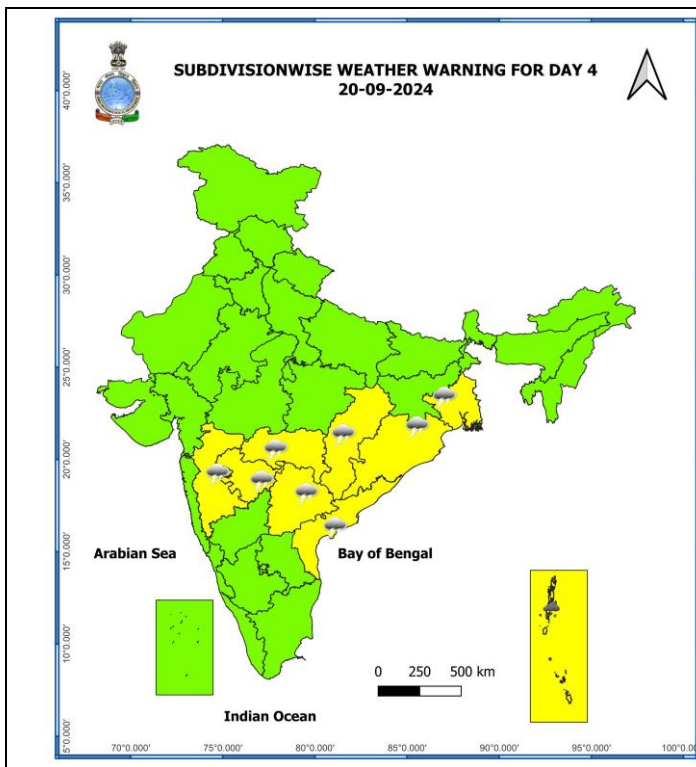 SUBDIVISIONWISE WEATHER WARNING FOR DAY 4
20-09-2024
40°0.000'
35°0.000'
30°0.000'
25°0.000'
20°0.000'
15°0.000'
10°0.000'
5°0.000'
Arabian Sea
Bay of Bengal
0 250 500 km
Indian Ocean
70°0.000' 75°0.000' 80°0.000' 85°0.000' 90°0.000' 95°0.000' 100°0.00